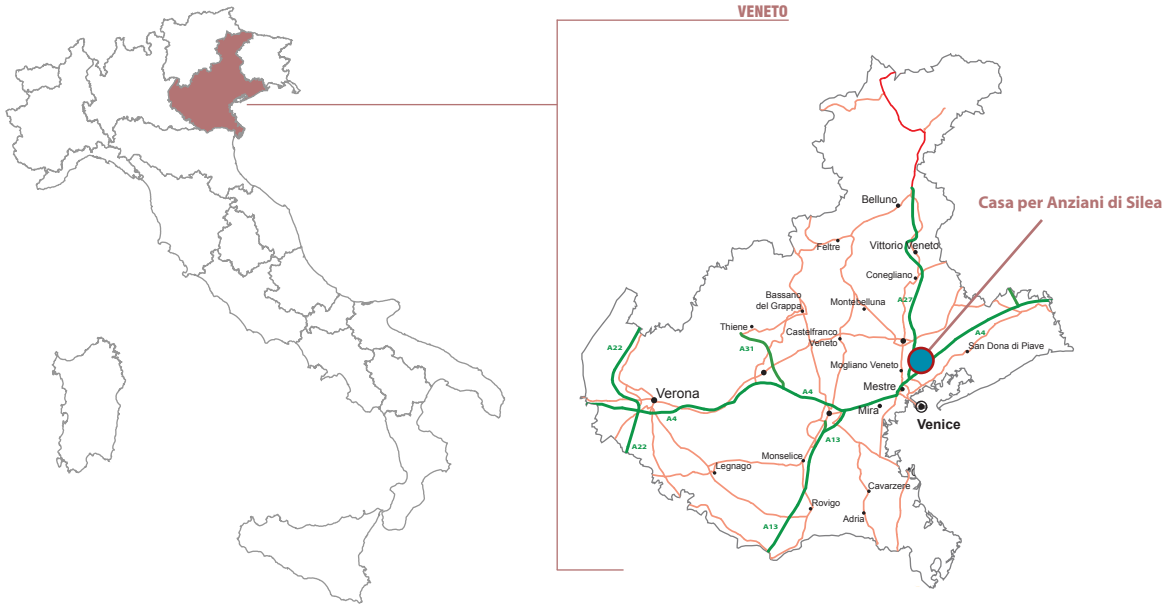 VENETO
Casa per Anziani di Silea
Belluno
Feltre
Vittorio Veneto
Conegliano
A27
Bassano
del Grappa
Montebelluna
Thiene
Castelfranco
Veneto
A4
San Dona di Piave
A22
A31
Mogliano Veneto
Mestre
Verona
A4
Mira
A4
Venice
A22
A13
Monselice
Legnago
Cavarzere
Rovigo
Adria
A13